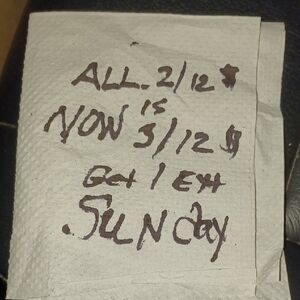 ALL. 2/12 $
NOW is 3/12 $
Get 1 Ext
SUNday